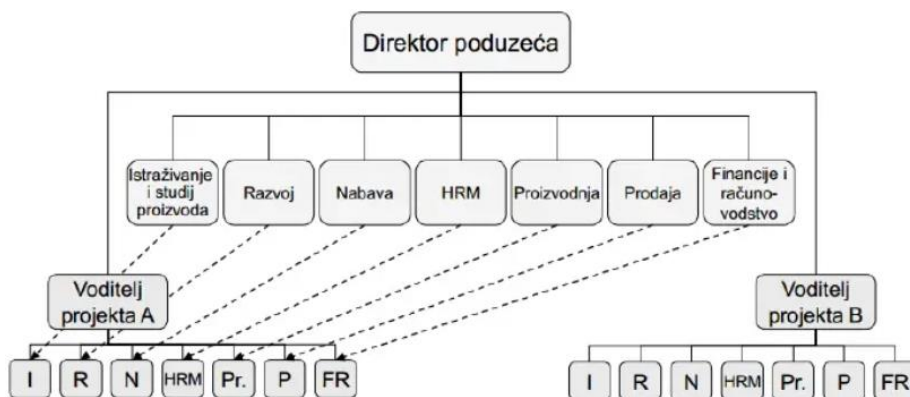 Direktor poduzeća
Istraživanje
i studij
proizvoda
Razvoj
Nabava
HRM
Proizvodnja
Prodaja
Financije i
računo-
vodstvo
Voditelj
projekta A
Voditelj
projekta B
I
R
N
HRM
Pr.
P
FR
I
R
N
HRM
Pr.
P
FR